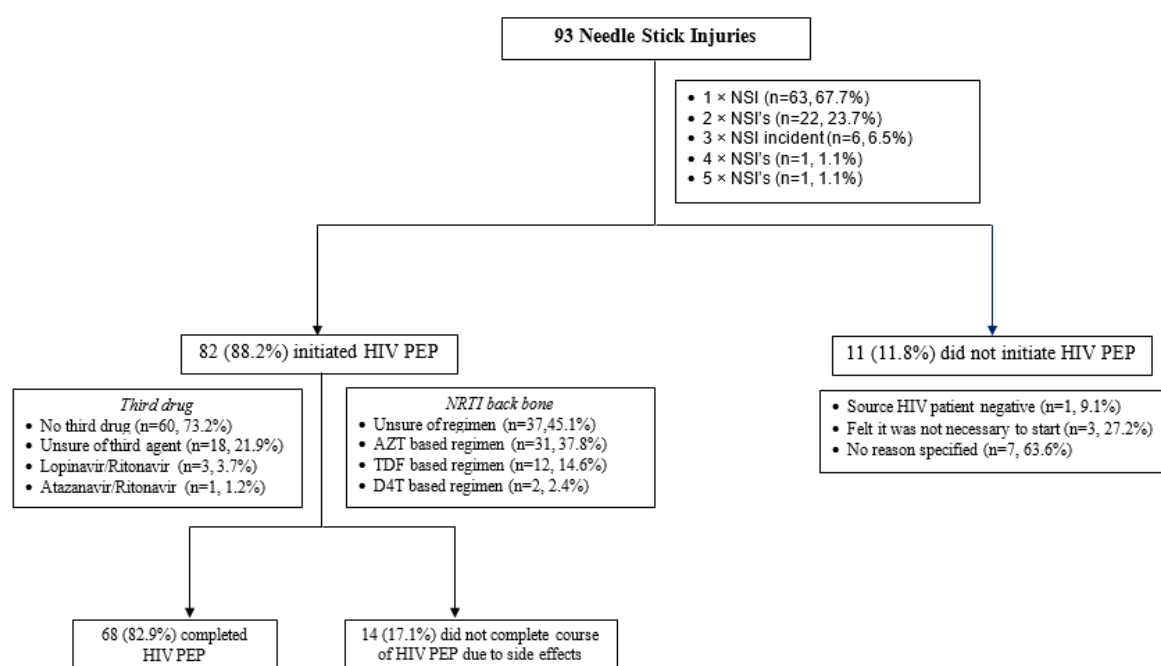 93 Needle Stick Injuries
• 1 × NSI (n=63, 67.7%)
• 2 × NSI's (n=22, 23.7%)
• 3 × NSI incident (n=6, 6.5%)
• 4 × NSI's (n=1, 1.1%)
• 5 × NSI's (n=1, 1.1%)
82 (88.2%) initiated HIV PEP
11 (11.8%) did not initiate HIV PEP
Third drug
• No third drug (n=60, 73.2%)
• Unsure of third agent (n=18, 21.9%)
• Lopinavir/Ritonavir (n=3, 3.7%)
• Atazanavir/Ritonavir (n=1, 1.2%)
NRTI back bone
• Unsure of regimen (n=37,45.1%)
• AZT based regimen (n=31, 37.8%)
• TDF based regimen (n=12, 14.6%)
• D4T based regimen (n=2, 2.4%)
• Source HIV patient negative (n=1, 9.1%)
• Felt it was not necessary to start (n=3, 27.2%)
• No reason specified (n=7, 63.6%)
68 (82.9%) completed
HIV PEP
14 (17.1%) did not complete course
of HIV PEP due to side effects